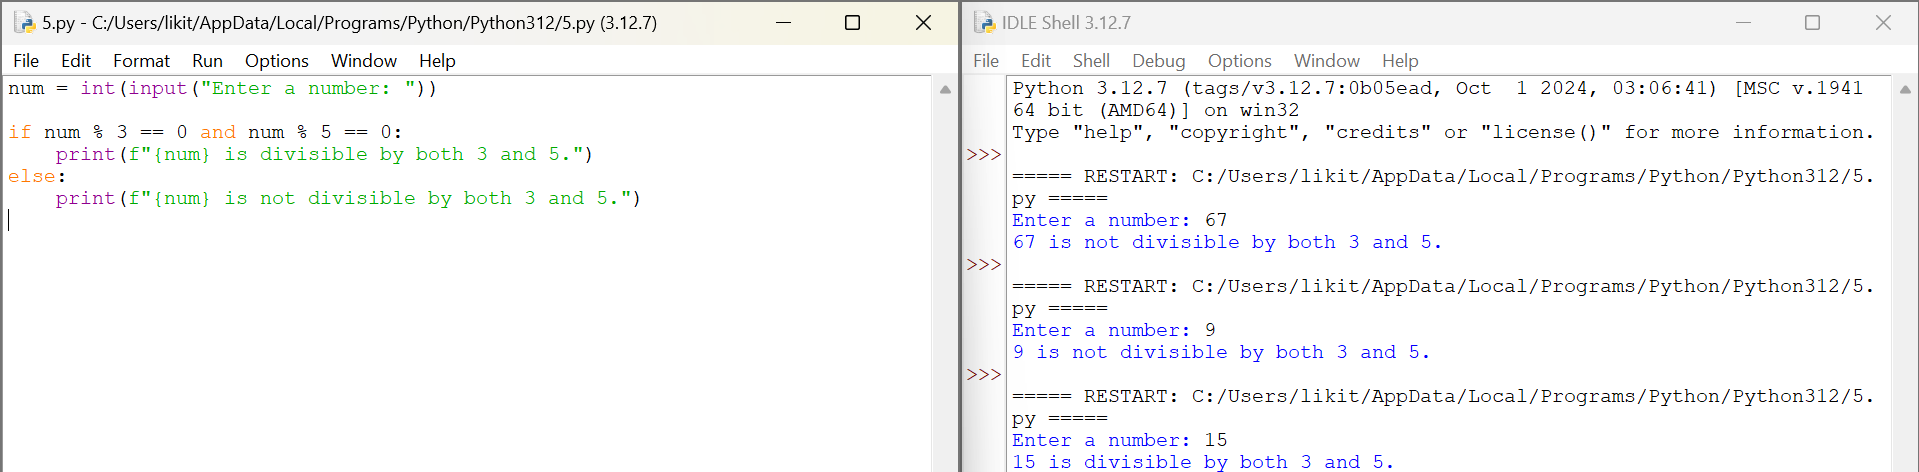 5.py - C:/Users/likit/AppData/Local/Programs/Python/Python312/5.py (3.12.7)
File Edit Format Run Options Window Help
num = int(input("Enter a number: "))
if num % 3 == 0 and num % 5 == 0:
    print(f"{num} is divisible by both 3 and 5.")
else:
    print(f"{num} is not divisible by both 3 and 5.")
IDLE Shell 3.12.7
File Edit Shell Debug Options Window Help
Python 3.12.7 (tags/v3.12.7:0b05ead, Oct  1 2024, 03:06:41) [MSC v.1941
64 bit (AMD64)] on win32
Type "help", "copyright", "credits" or "license()" for more information.
>>>
===== RESTART: C:/Users/likit/AppData/Local/Programs/Python/Python312/5.
py =====
Enter a number: 67
67 is not divisible by both 3 and 5.
>>>
===== RESTART: C:/Users/likit/AppData/Local/Programs/Python/Python312/5.
py =====
Enter a number: 9
9 is not divisible by both 3 and 5.
>>>
===== RESTART: C:/Users/likit/AppData/Local/Programs/Python/Python312/5.
py =====
Enter a number: 15
15 is divisible by both 3 and 5.